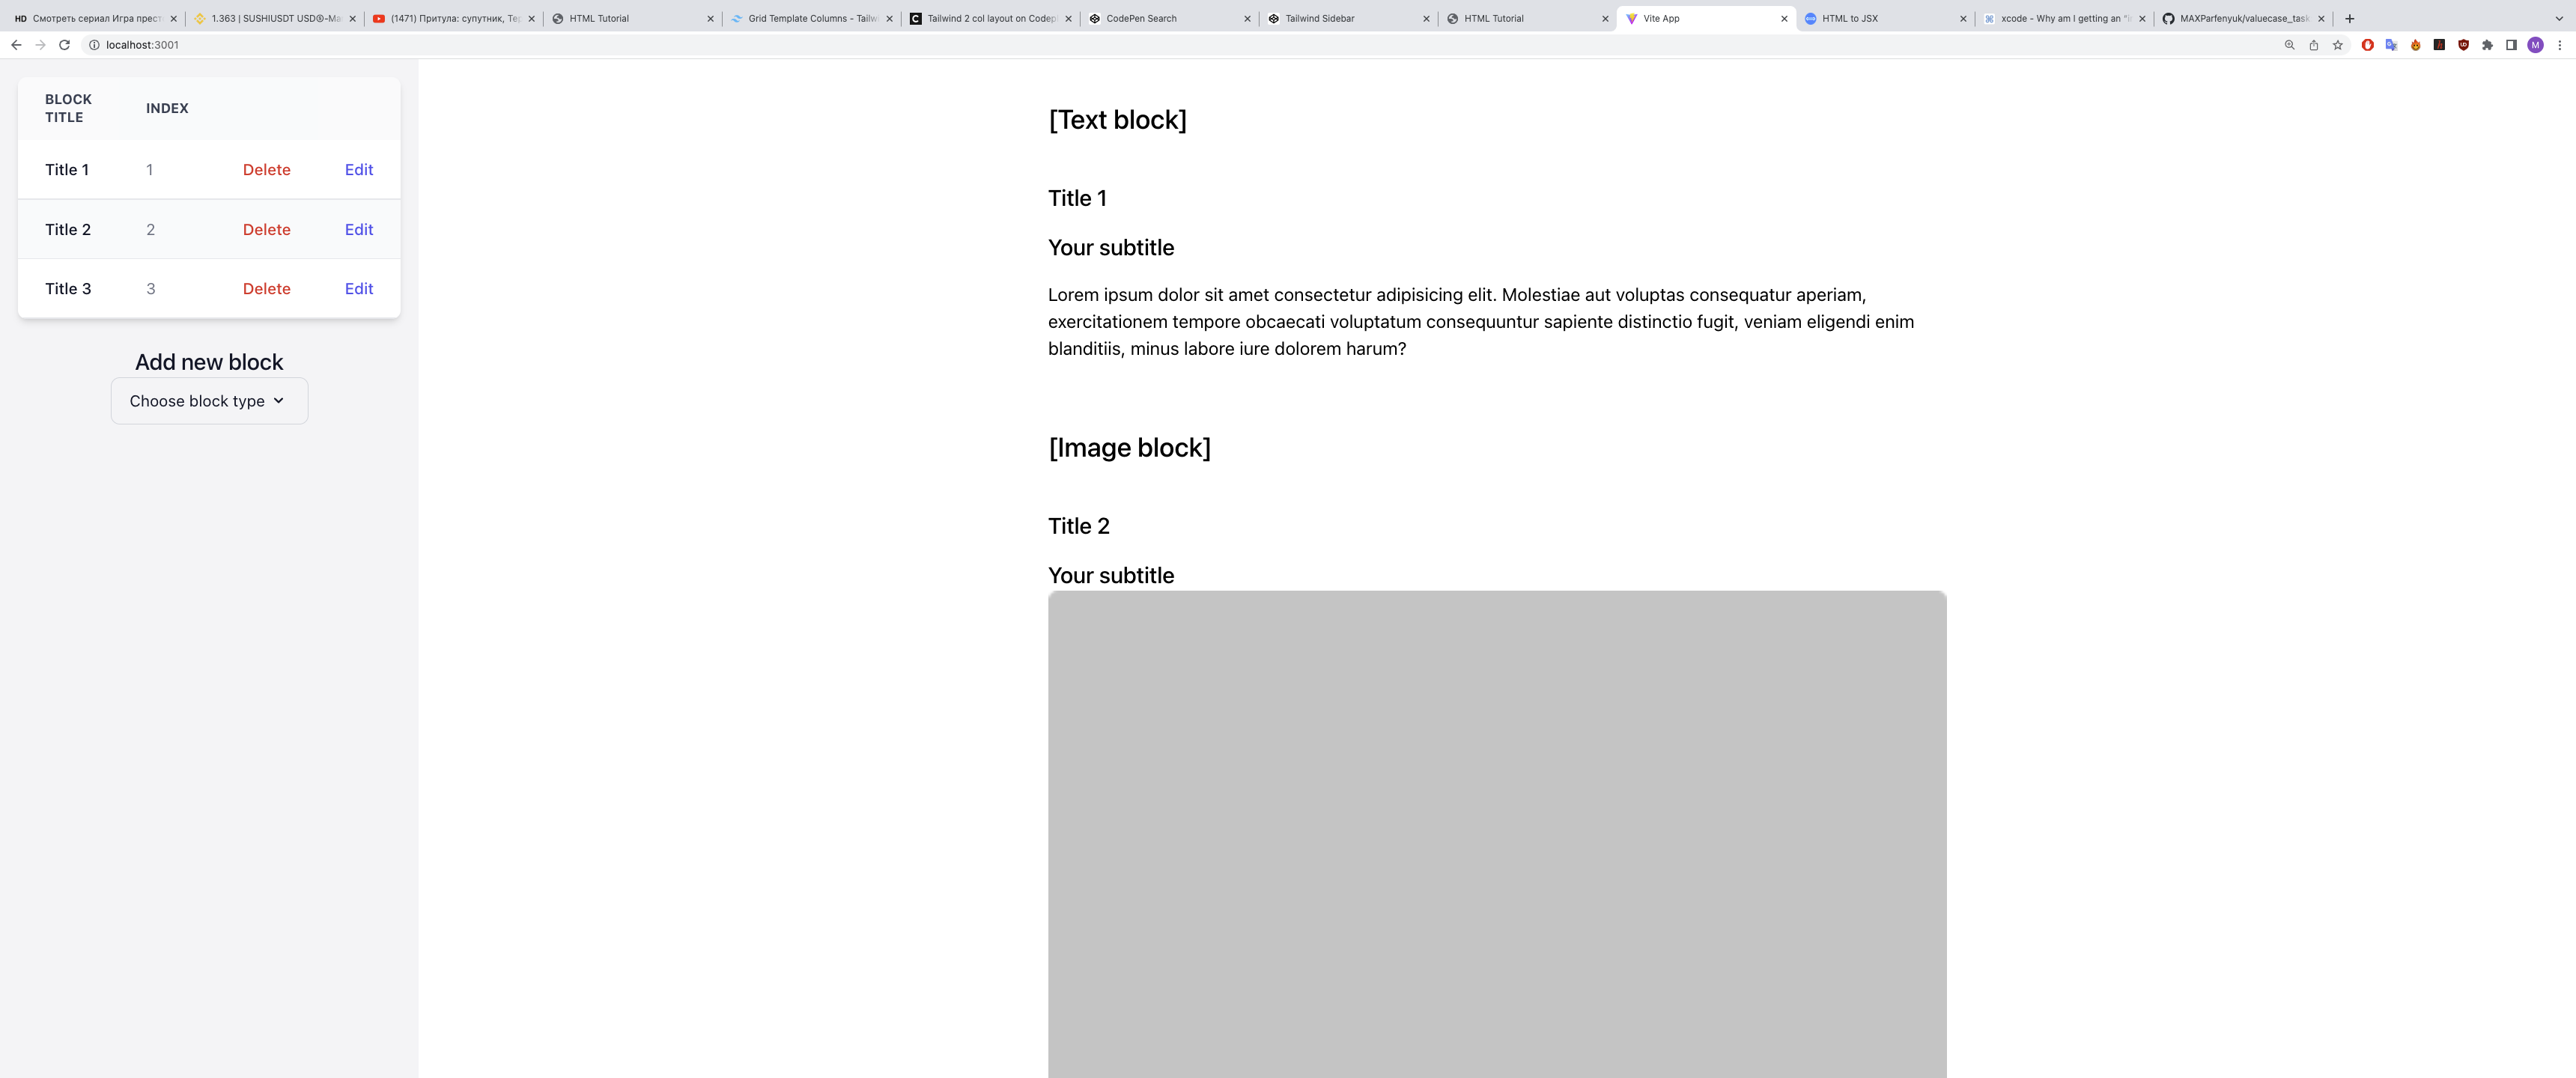 HD Смотреть сериал Игра прест
1.363 | SUSHIUSDT USD®-Ma
(1471) Притула: супутник, Тер
HTML Tutorial
Grid Template Columns - Tailw
Tailwind 2 col layout on Codep
CodePen Search
Tailwind Sidebar
HTML Tutorial
Vite App
HTML to JSX
xcode - Why am I getting an "i
MAXParfenyuk/valuecase_task
localhost:3001
M
BLOCK TITLE
INDEX
Title 1 1 Delete Edit
Title 2 2 Delete Edit
Title 3 3 Delete Edit
Add new block
Choose block type
[Text block]
Title 1
Your subtitle
Lorem ipsum dolor sit amet consectetur adipisicing elit. Molestiae aut voluptas consequatur aperiam,
exercitationem tempore obcaecati voluptatum consequuntur sapiente distinctio fugit, veniam eligendi enim
blanditiis, minus labore iure dolorem harum?
[Image block]
Title 2
Your subtitle